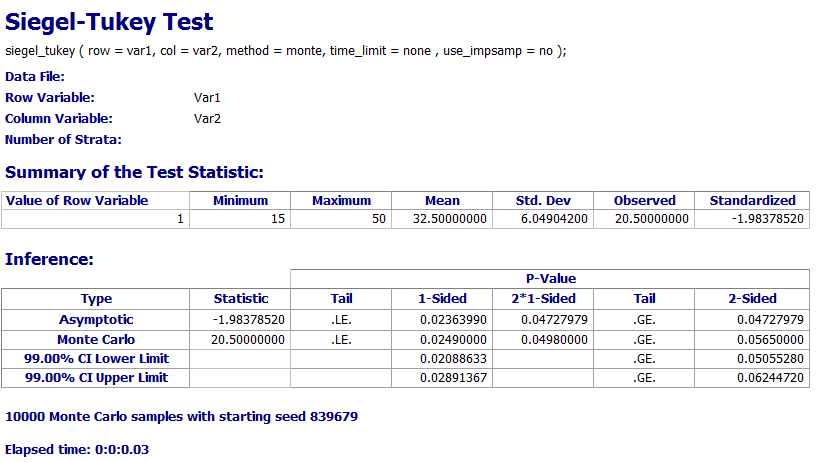 Siegel-Tukey Test
siegel_tukey ( row = var1, col = var2, method = monte, time_limit = none , use_impsamp = no );
Data File:
Row Variable: Var1
Column Variable: Var2
Number of Strata:
Summary of the Test Statistic:
Value of Row Variable Minimum Maximum Mean Std. Dev Observed Standardized
1 15 50 32.50000000 6.04904200 20.50000000 -1.98378520
Inference:
P-Value
Type Statistic Tail 1-Sided 2*1-Sided Tail 2-Sided
Asymptotic -1.98378520 .LE. 0.02363990 0.04727979 .GE. 0.04727979
Monte Carlo 20.50000000 .LE. 0.02490000 0.04980000 .GE. 0.05650000
99.00% CI Lower Limit 0.02088633 .GE. 0.05055280
99.00% CI Upper Limit 0.02891367 .GE. 0.06244720
10000 Monte Carlo samples with starting seed 839679
Elapsed time: 0:0:0.03